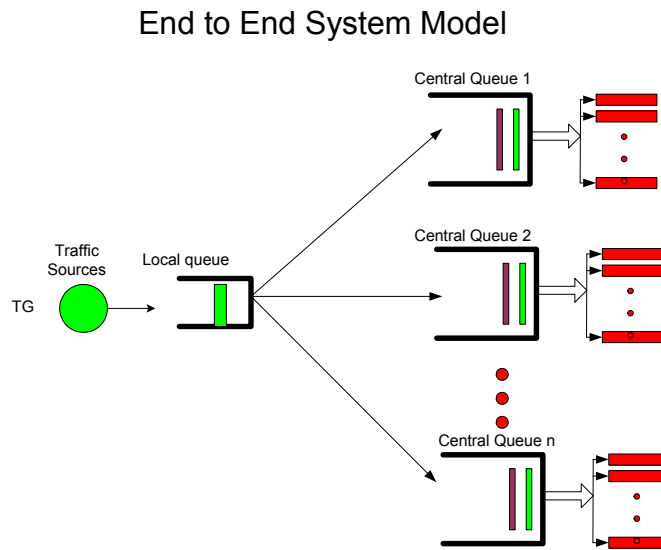 End to End System Model
Central Queue 1
Central Queue 2
Traffic
Sources
Local queue
TG
Central Queue n